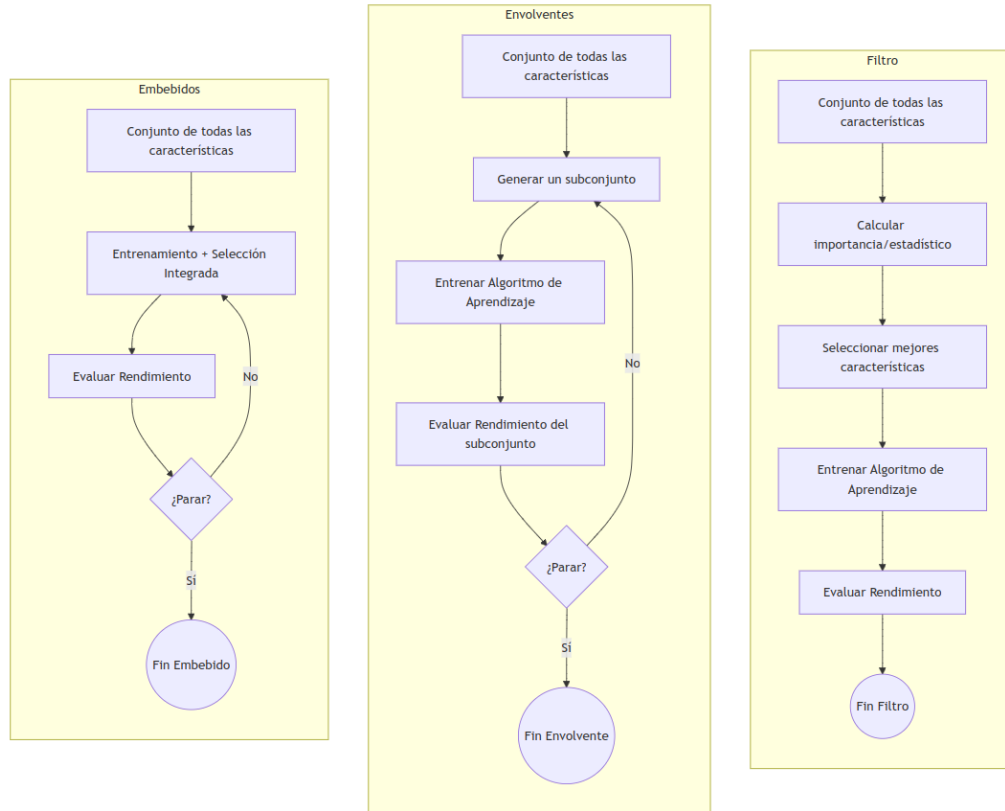 Embebidos
Conjunto de todas las
características
Entrenamiento + Selección
Integrada
Evaluar Rendimiento
No
¿Parar?
Sí
Fin Embebido
Envolventes
Conjunto de todas las
características
Generar un subconjunto
Entrenar Algoritmo de
Aprendizaje
No
Evaluar Rendimiento del
subconjunto
¿Parar?
Sí
Fin Envolvente
Filtro
Conjunto de todas las
características
Calcular
importancia/estadístico
Seleccionar mejores
características
Entrenar Algoritmo de
Aprendizaje
Evaluar Rendimiento
Fin Filtro